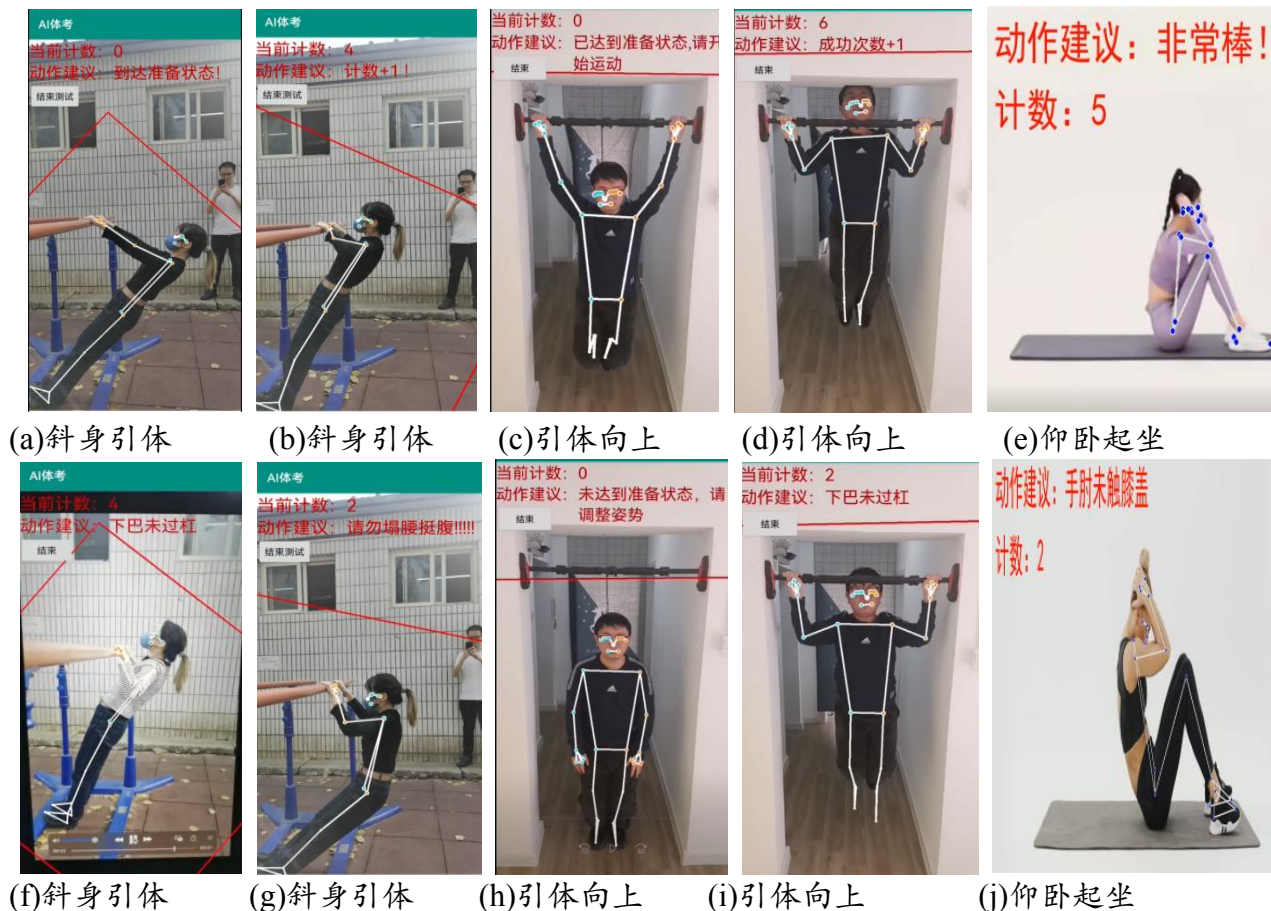 AI体考
当前计数：0
动作建议：到达准备状态！
结束测试
当前计数：4
动作建议：计数+1！
结束测试
当前计数：0
动作建议：已达到准备状态,请开
始运动
结束
当前计数：6
动作建议：成功次数+1
结束
动作建议：非常棒！
计数：5
(a)斜身引体
(b)斜身引体
(c)引体向上
(d)引体向上
(e)仰卧起坐
AI体考
当前计数：4
动作建议：下巴未过杠
结束
AI体考
当前计数：2
动作建议：请勿塌腰挺腹!!!!!
结束测试
当前计数：0
动作建议：未达到准备状态，请
调整姿势
结束
当前计数：2
动作建议：下巴未过杠
结束
动作建议：手肘未触膝盖
计数：2
(f)斜身引体
(g)斜身引体
(h)引体向上
(i)引体向上
(j)仰卧起坐